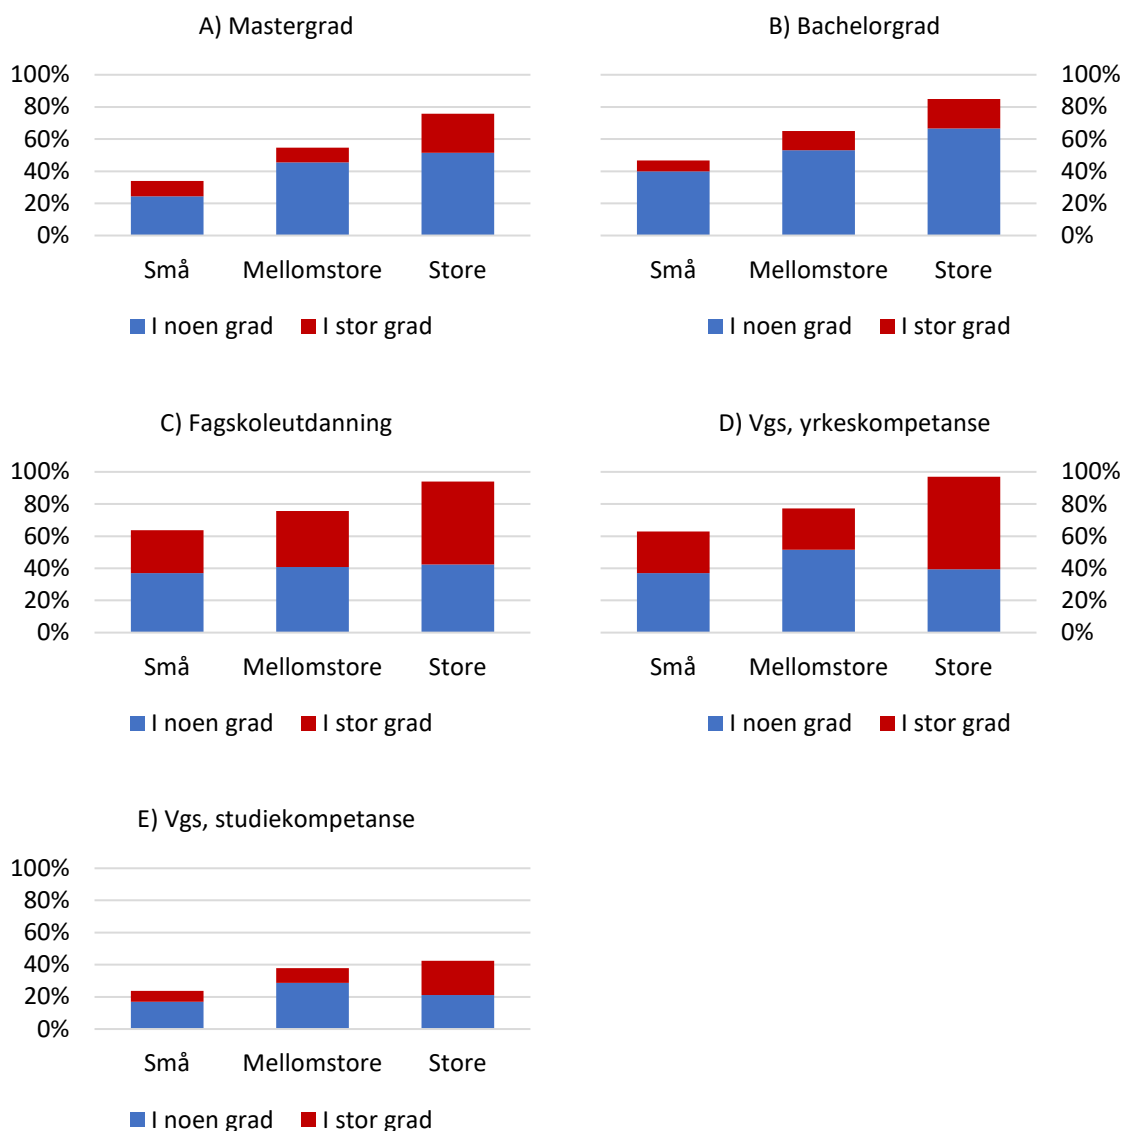 A) Mastergrad
100%
80%
60%
40%
20%
0%
Små Mellomstore Store
I noen grad I stor grad
B) Bachelorgrad
100%
80%
60%
40%
20%
0%
Små Mellomstore Store
I noen grad I stor grad
C) Fagskoleutdanning
100%
80%
60%
40%
20%
0%
Små Mellomstore Store
I noen grad I stor grad
D) Vgs, yrkeskompetanse
100%
80%
60%
40%
20%
0%
Små Mellomstore Store
I noen grad I stor grad
E) Vgs, studiekompetanse
100%
80%
60%
40%
20%
0%
Små Mellomstore Store
I noen grad I stor grad